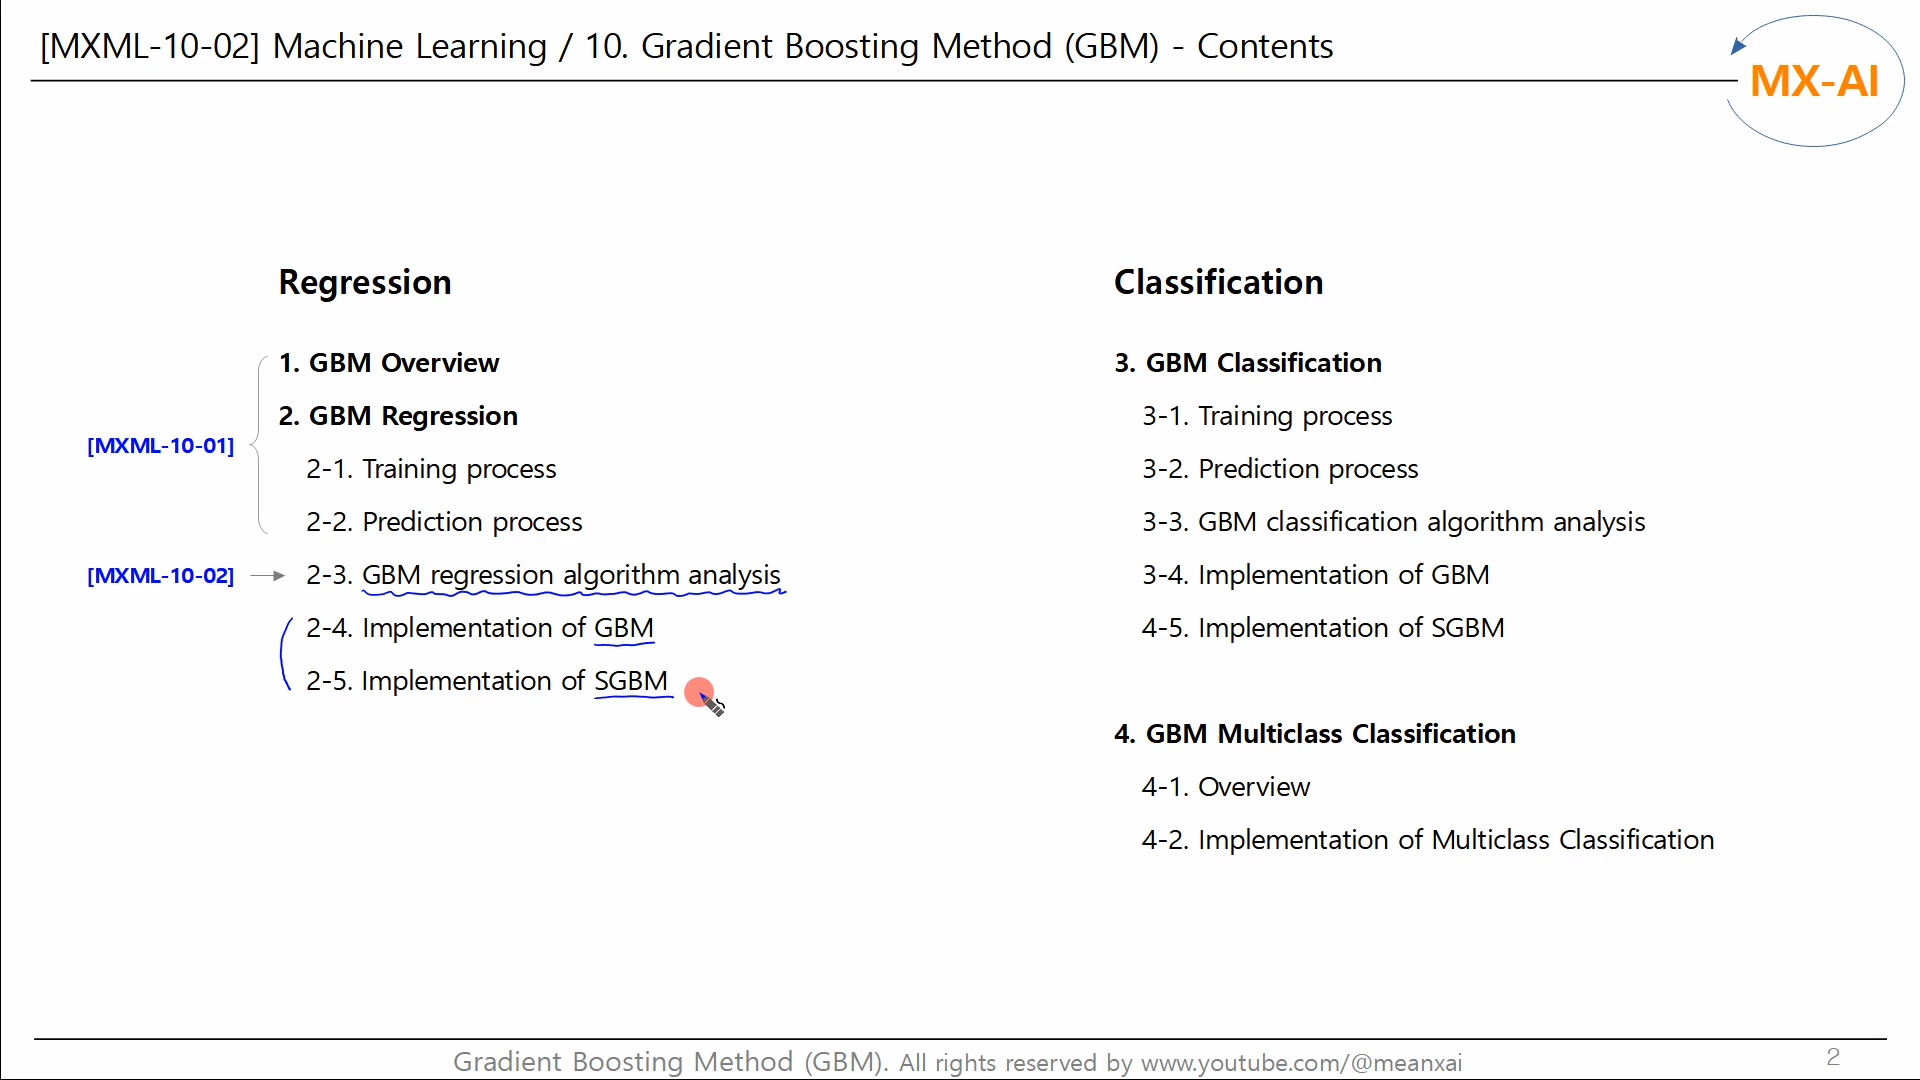 [MXML-10-02] Machine Learning / 10. Gradient Boosting Method (GBM) - Contents
MX-AI
Regression
1. GBM Overview
2. GBM Regression
[MXML-10-01]
2-1. Training process
2-2. Prediction process
[MXML-10-02]
2-3. GBM regression algorithm analysis
2-4. Implementation of GBM
2-5. Implementation of SGBM
Classification
3. GBM Classification
3-1. Training process
3-2. Prediction process
3-3. GBM classification algorithm analysis
3-4. Implementation of GBM
4-5. Implementation of SGBM
4. GBM Multiclass Classification
4-1. Overview
4-2. Implementation of Multiclass Classification
Gradient Boosting Method (GBM). All rights reserved by www.youtube.com/@meanxai
2